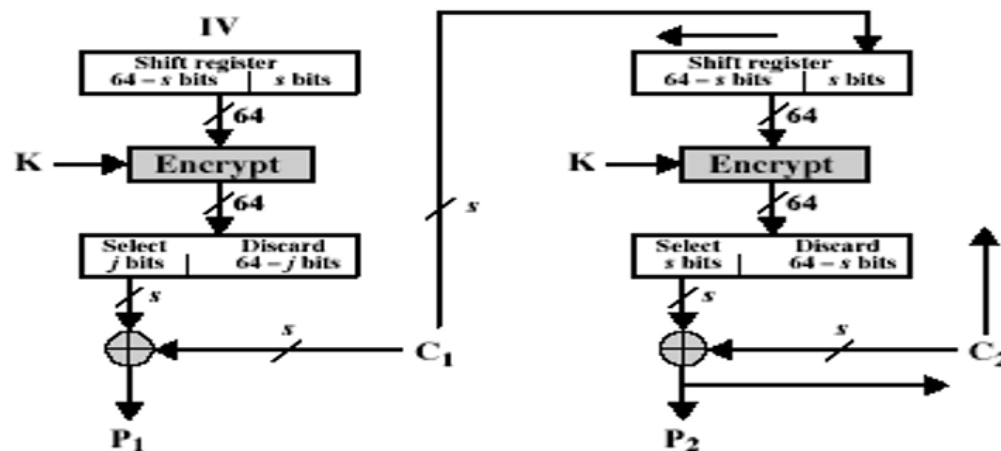 IV
Shift register
64 – s bits | s bits
64
K
Encrypt
64
Select Discard
j bits 64 – j bits
s
s
C1
P1
s
Shift register
64 – s bits | s bits
64
K
Encrypt
64
Select Discard
s bits 64 – s bits
s
s
C2
P2